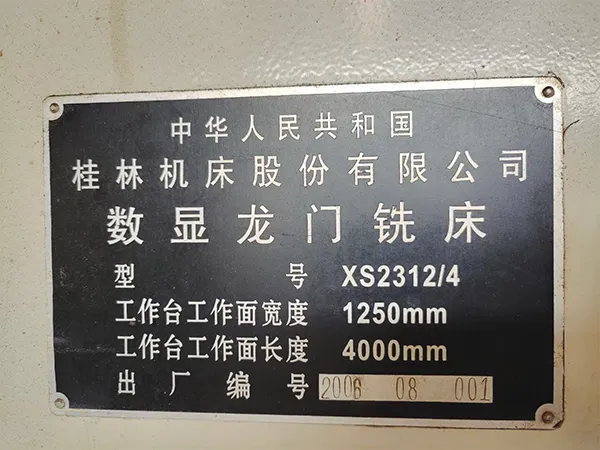 中华人民共和国
桂林机床股份有限公司
数显龙门铣床
型号 XS2312/4
工作台工作面宽度 1250mm
工作台工作面长度 4000mm
出厂编号 2006 08 001